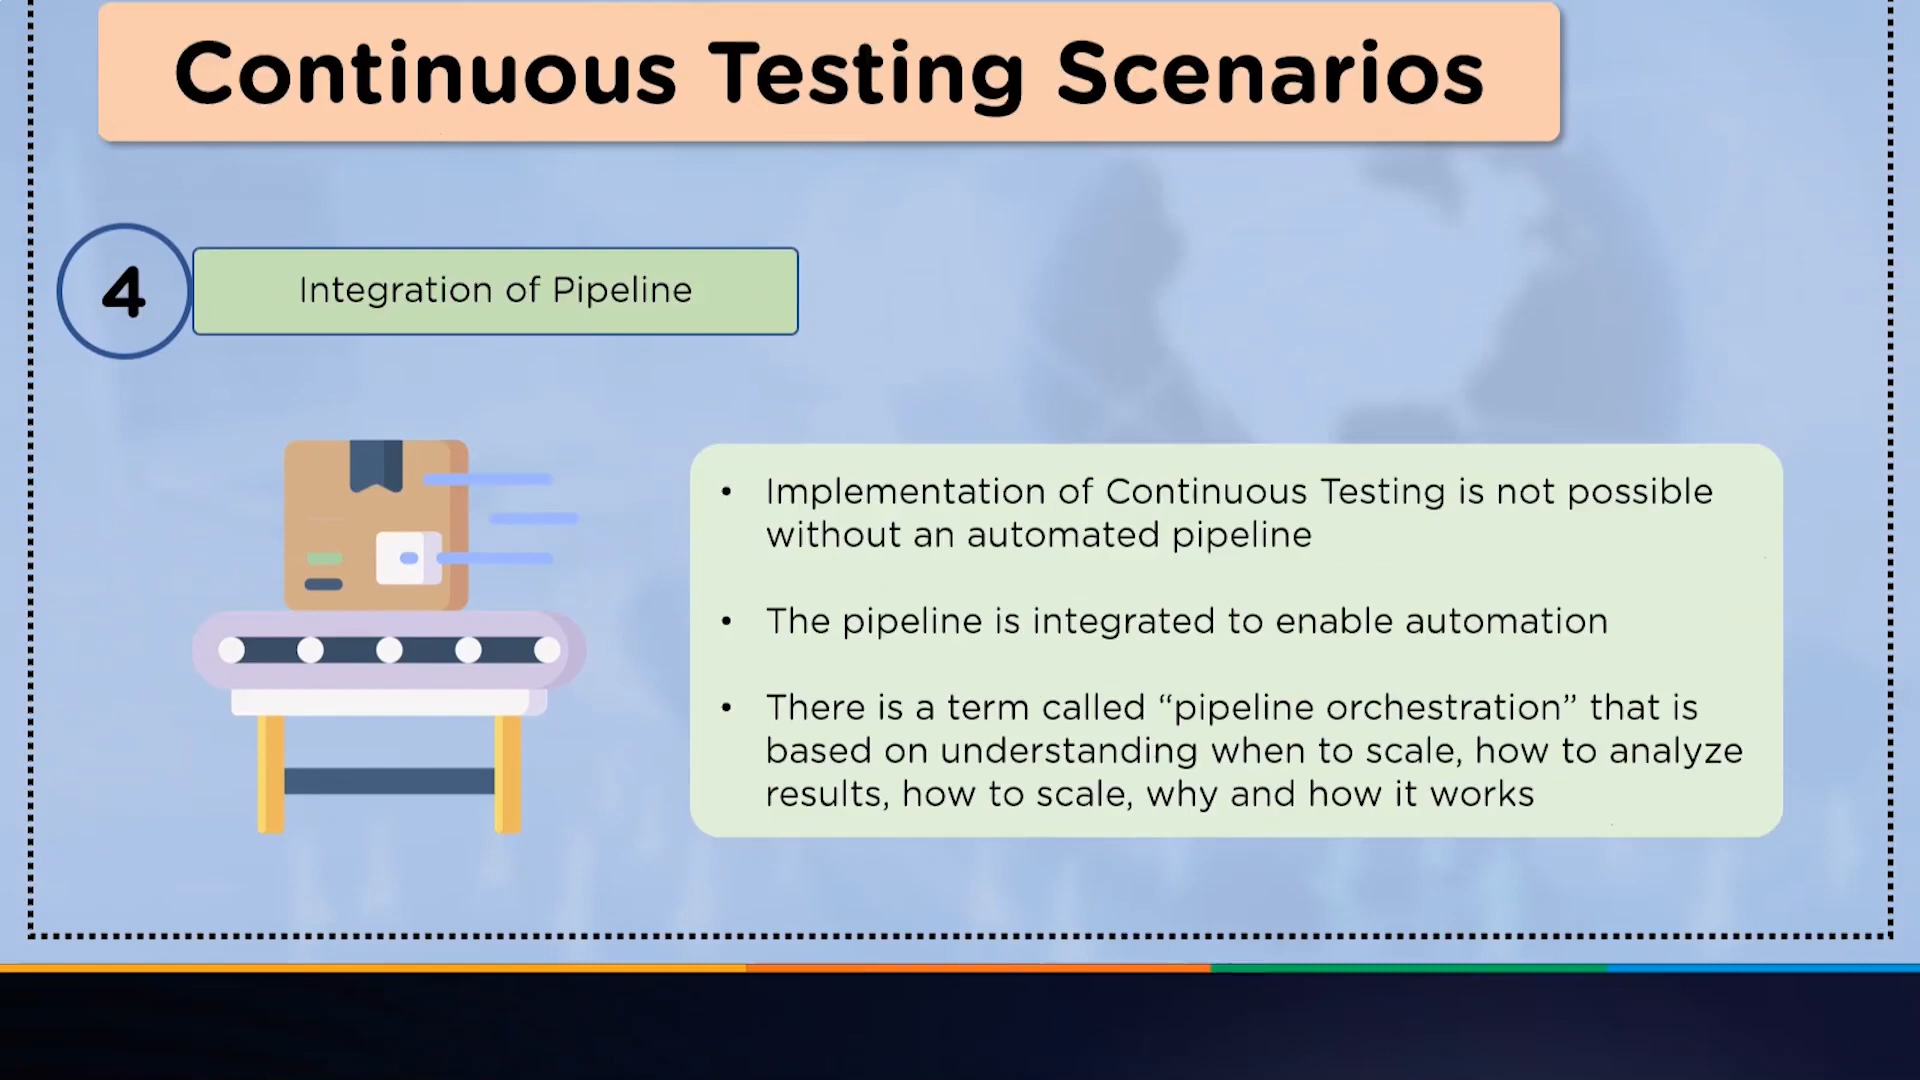 Continuous Testing Scenarios
4
Integration of Pipeline
• Implementation of Continuous Testing is not possible
without an automated pipeline
• The pipeline is integrated to enable automation
• There is a term called “pipeline orchestration” that is
based on understanding when to scale, how to analyze
results, how to scale, why and how it works